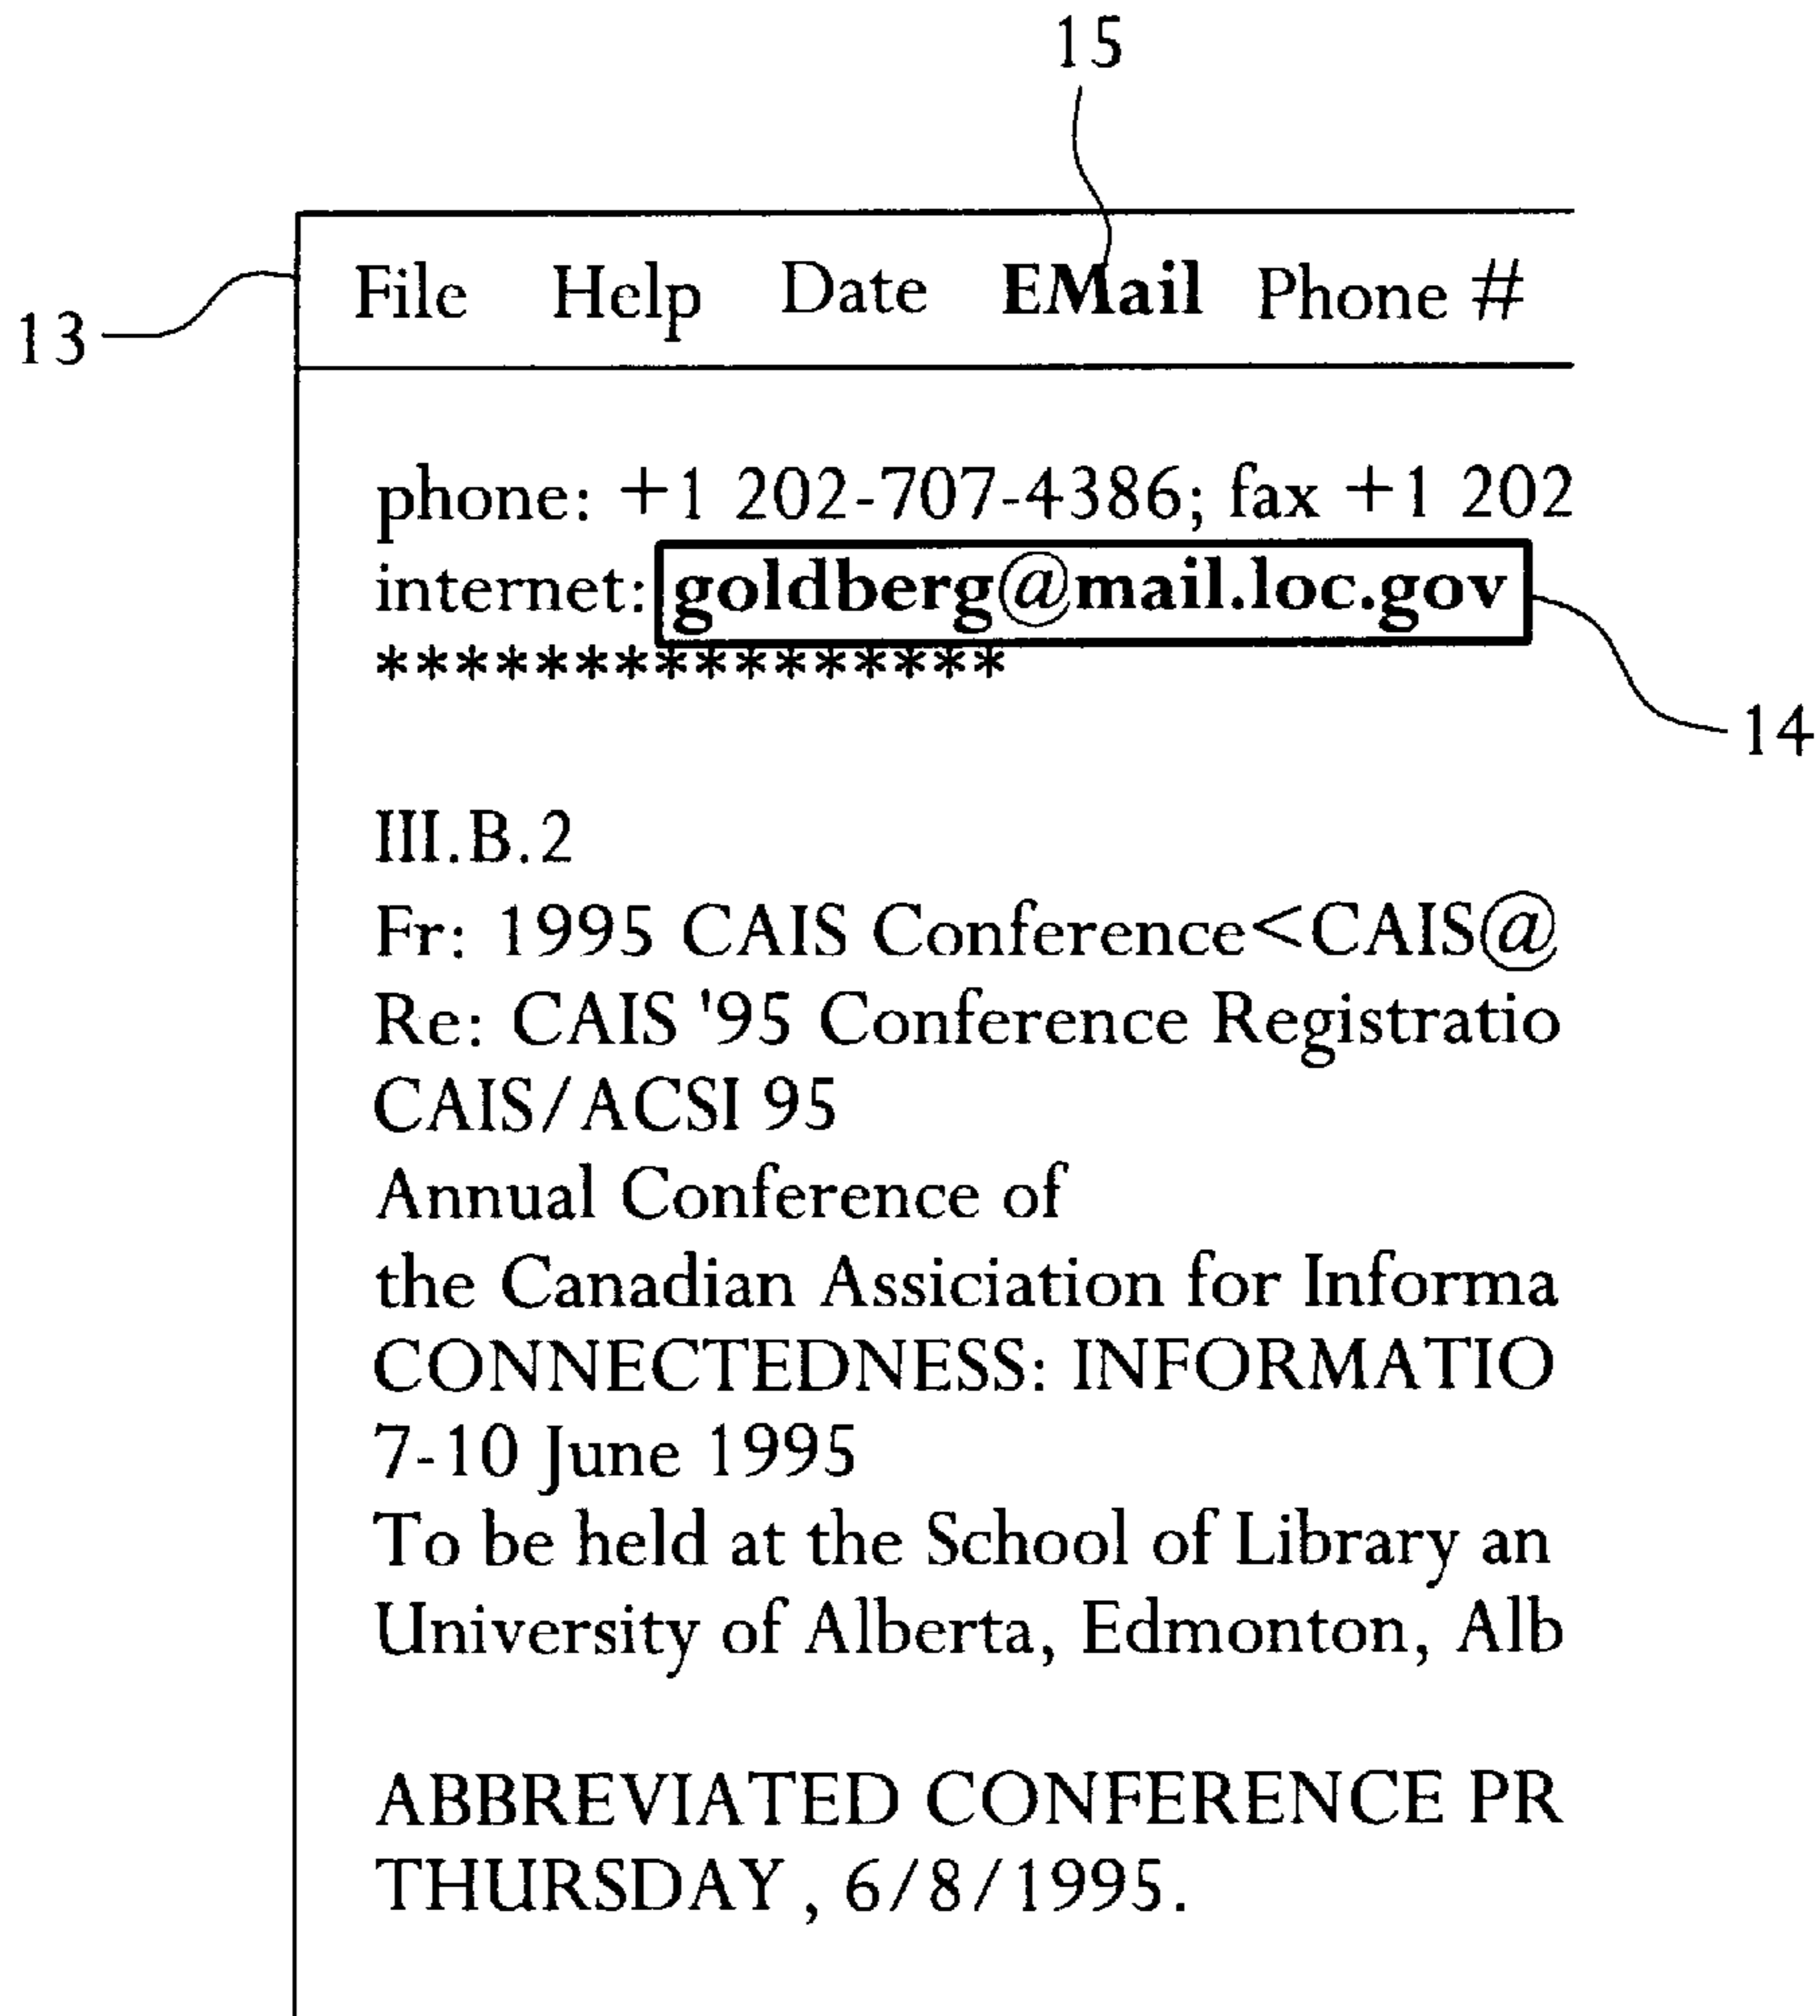 15
13
File Help Date EMail Phone #
phone: +1 202-707-4386; fax +1 202
internet: goldberg@mail.loc.gov
****************
14
III.B.2
Fr: 1995 CAIS Conference<CAIS@
Re: CAIS '95 Conference Registratio
CAIS/ACSI 95
Annual Conference of
the Canadian Assiciation for Informa
CONNECTEDNESS: INFORMATIO
7-10 June 1995
To be held at the School of Library an
University of Alberta, Edmonton, Alb
ABBREVIATED CONFERENCE PR
THURSDAY , 6/8/1995.